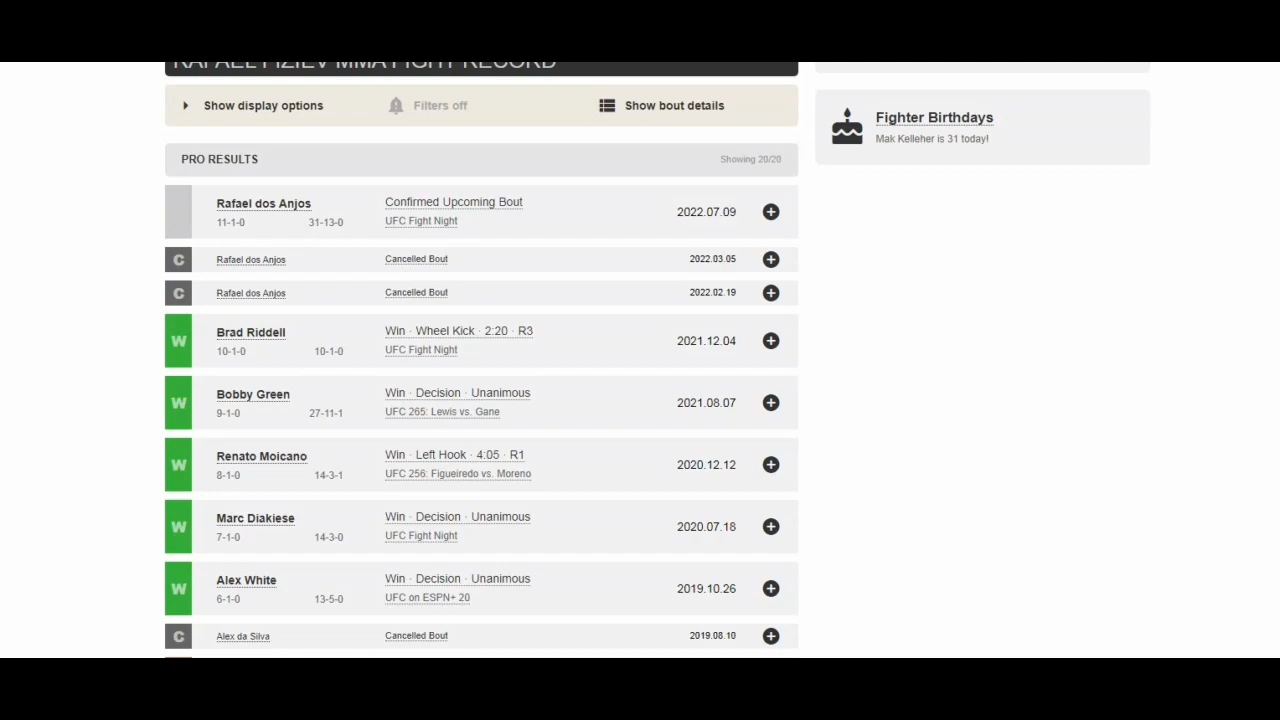 RAFAEL FIZIEV MMA FIGHT RECORD
Show display options
Filters off
Show bout details
Fighter Birthdays
Mak Kelleher is 31 today!
PRO RESULTS
Showing 20/20
Rafael dos Anjos
11-1-0 31-13-0
Confirmed Upcoming Bout
UFC Fight Night
2022.07.09
C
Rafael dos Anjos
Cancelled Bout
2022.03.05
C
Rafael dos Anjos
Cancelled Bout
2022.02.19
W
Brad Riddell
10-1-0 10-1-0
Win · Wheel Kick · 2:20 · R3
UFC Fight Night
2021.12.04
W
Bobby Green
9-1-0 27-11-1
Win · Decision · Unanimous
UFC 265: Lewis vs. Gane
2021.08.07
W
Renato Moicano
8-1-0 14-3-1
Win · Left Hook · 4:05 · R1
UFC 256: Figueiredo vs. Moreno
2020.12.12
W
Marc Diakiese
7-1-0 14-3-0
Win · Decision · Unanimous
UFC Fight Night
2020.07.18
W
Alex White
6-1-0 13-5-0
Win · Decision · Unanimous
UFC on ESPN+ 20
2019.10.26
C
Alex da Silva
Cancelled Bout
2019.08.10